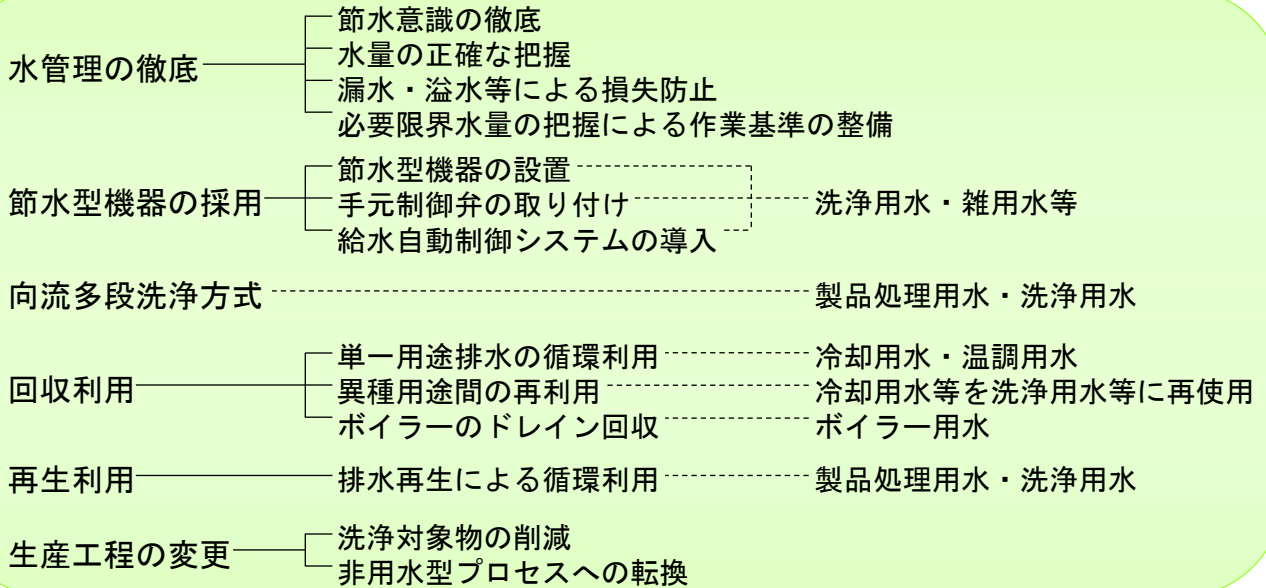 水管理の徹底
節水意識の徹底
水量の正確な把握
漏水・溢水等による損失防止
必要限界水量の把握による作業基準の整備
節水型機器の採用
節水型機器の設置
手元制御弁の取り付け
給水自動制御システムの導入
洗浄用水・雑用水等
向流多段洗浄方式
製品処理用水・洗浄用水
回収利用
単一用途排水の循環利用
冷却用水・温調用水
異種用途間の再利用
冷却用水等を洗浄用水等に再使用
ボイラーのドレイン回収
ボイラー用水
再生利用
排水再生による循環利用
製品処理用水・洗浄用水
生産工程の変更
洗浄対象物の削減
非用水型プロセスへの転換